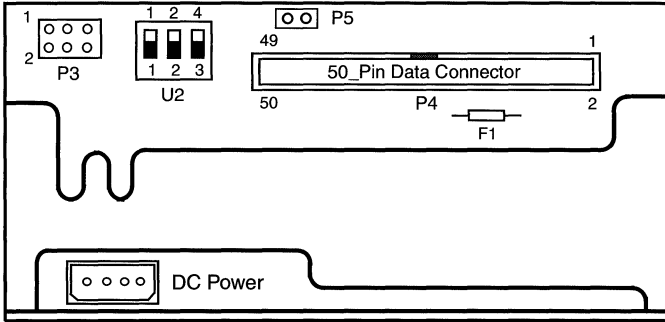 1
2
P3
1 2 4
1 2 3
U2
P5
49 1
50_Pin Data Connector
50 2
P4
F1
DC Power